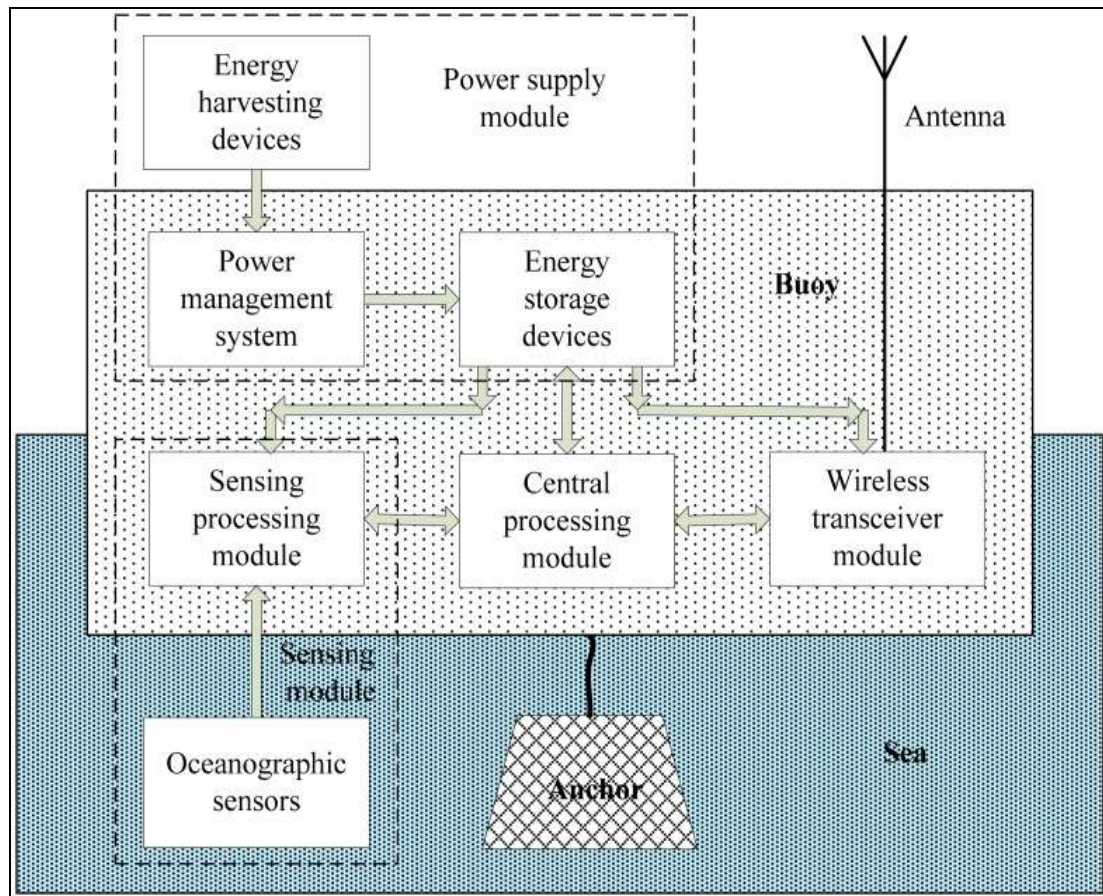 Energy
harvesting
devices
Power supply
module
Antenna
Power
management
system
Energy
storage
devices
Buoy
Sensing
processing
module
Central
processing
module
Wireless
transceiver
module
Sensing
module
Oceanographic
sensors
Anchor
Sea